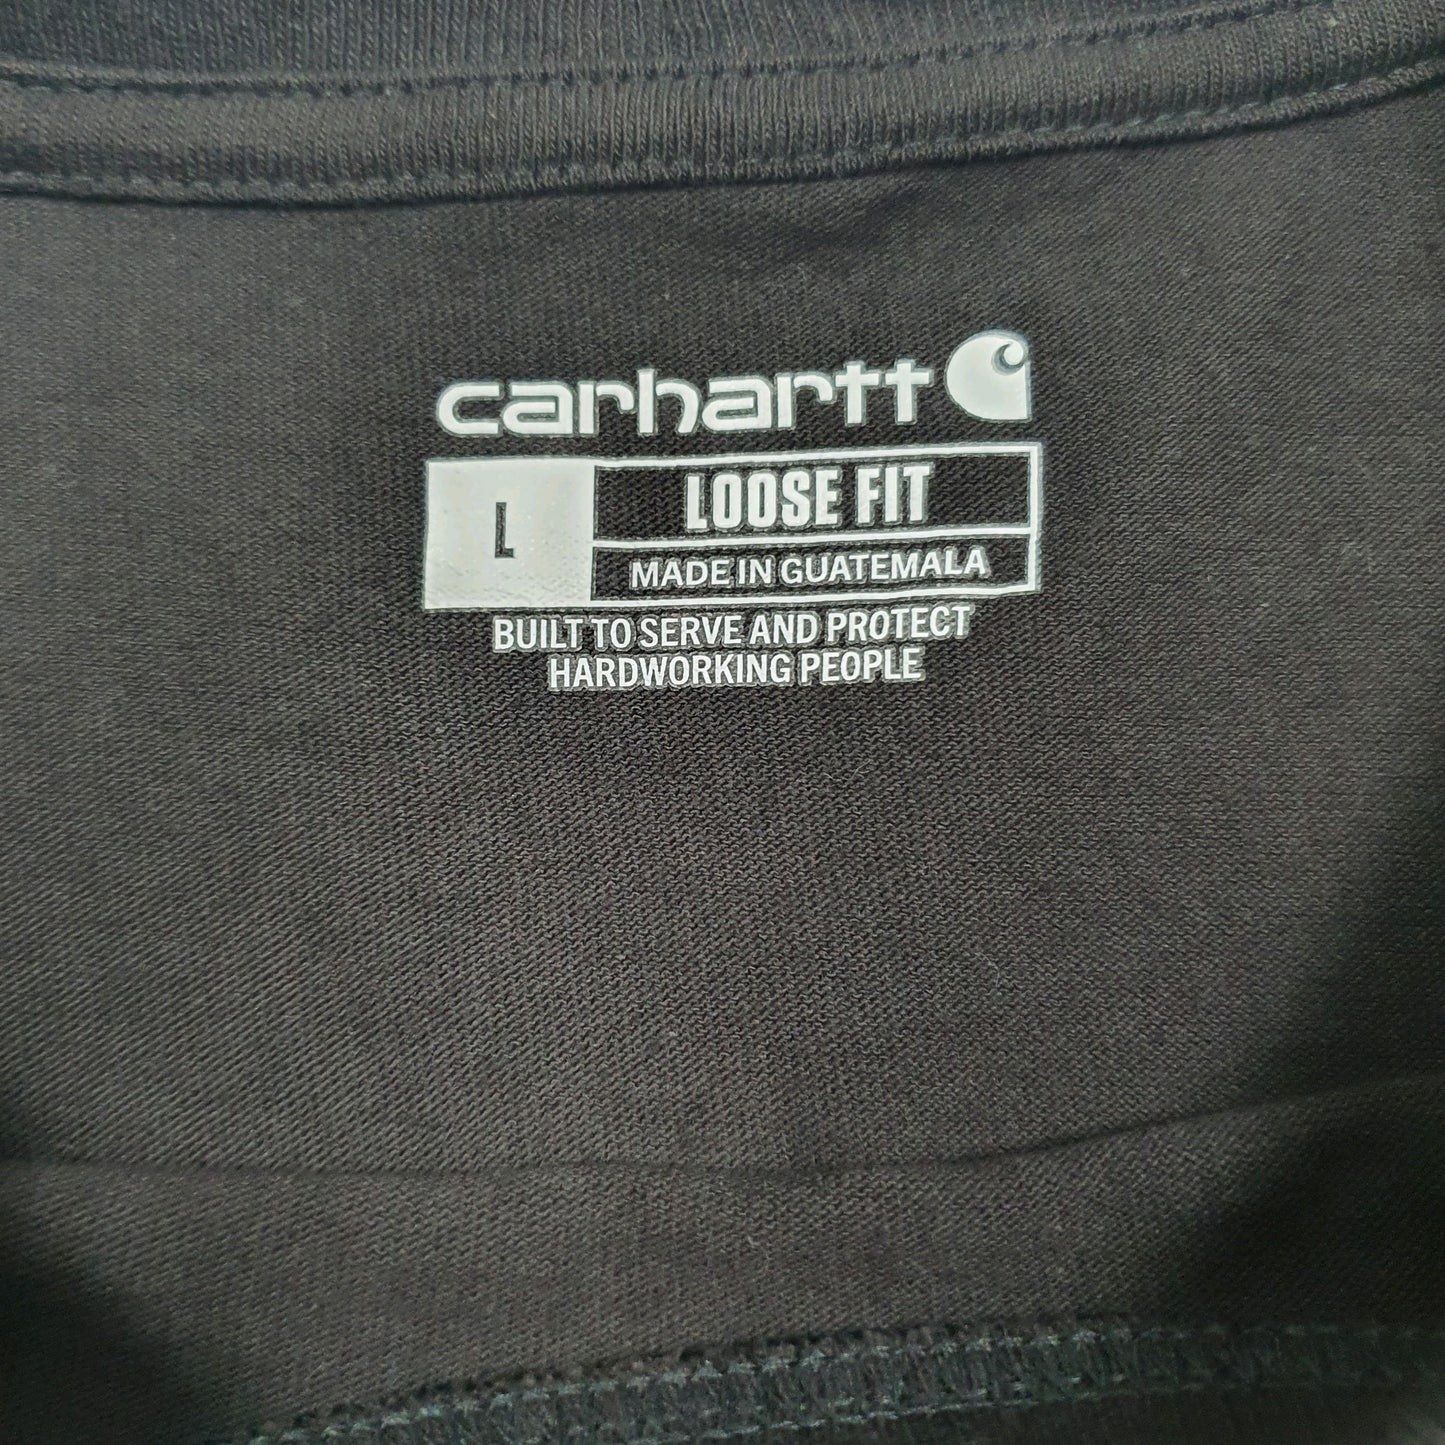 carhartt
L
LOOSE FIT
MADE IN GUATEMALA
BUILT TO SERVE AND PROTECT
HARDWORKING PEOPLE